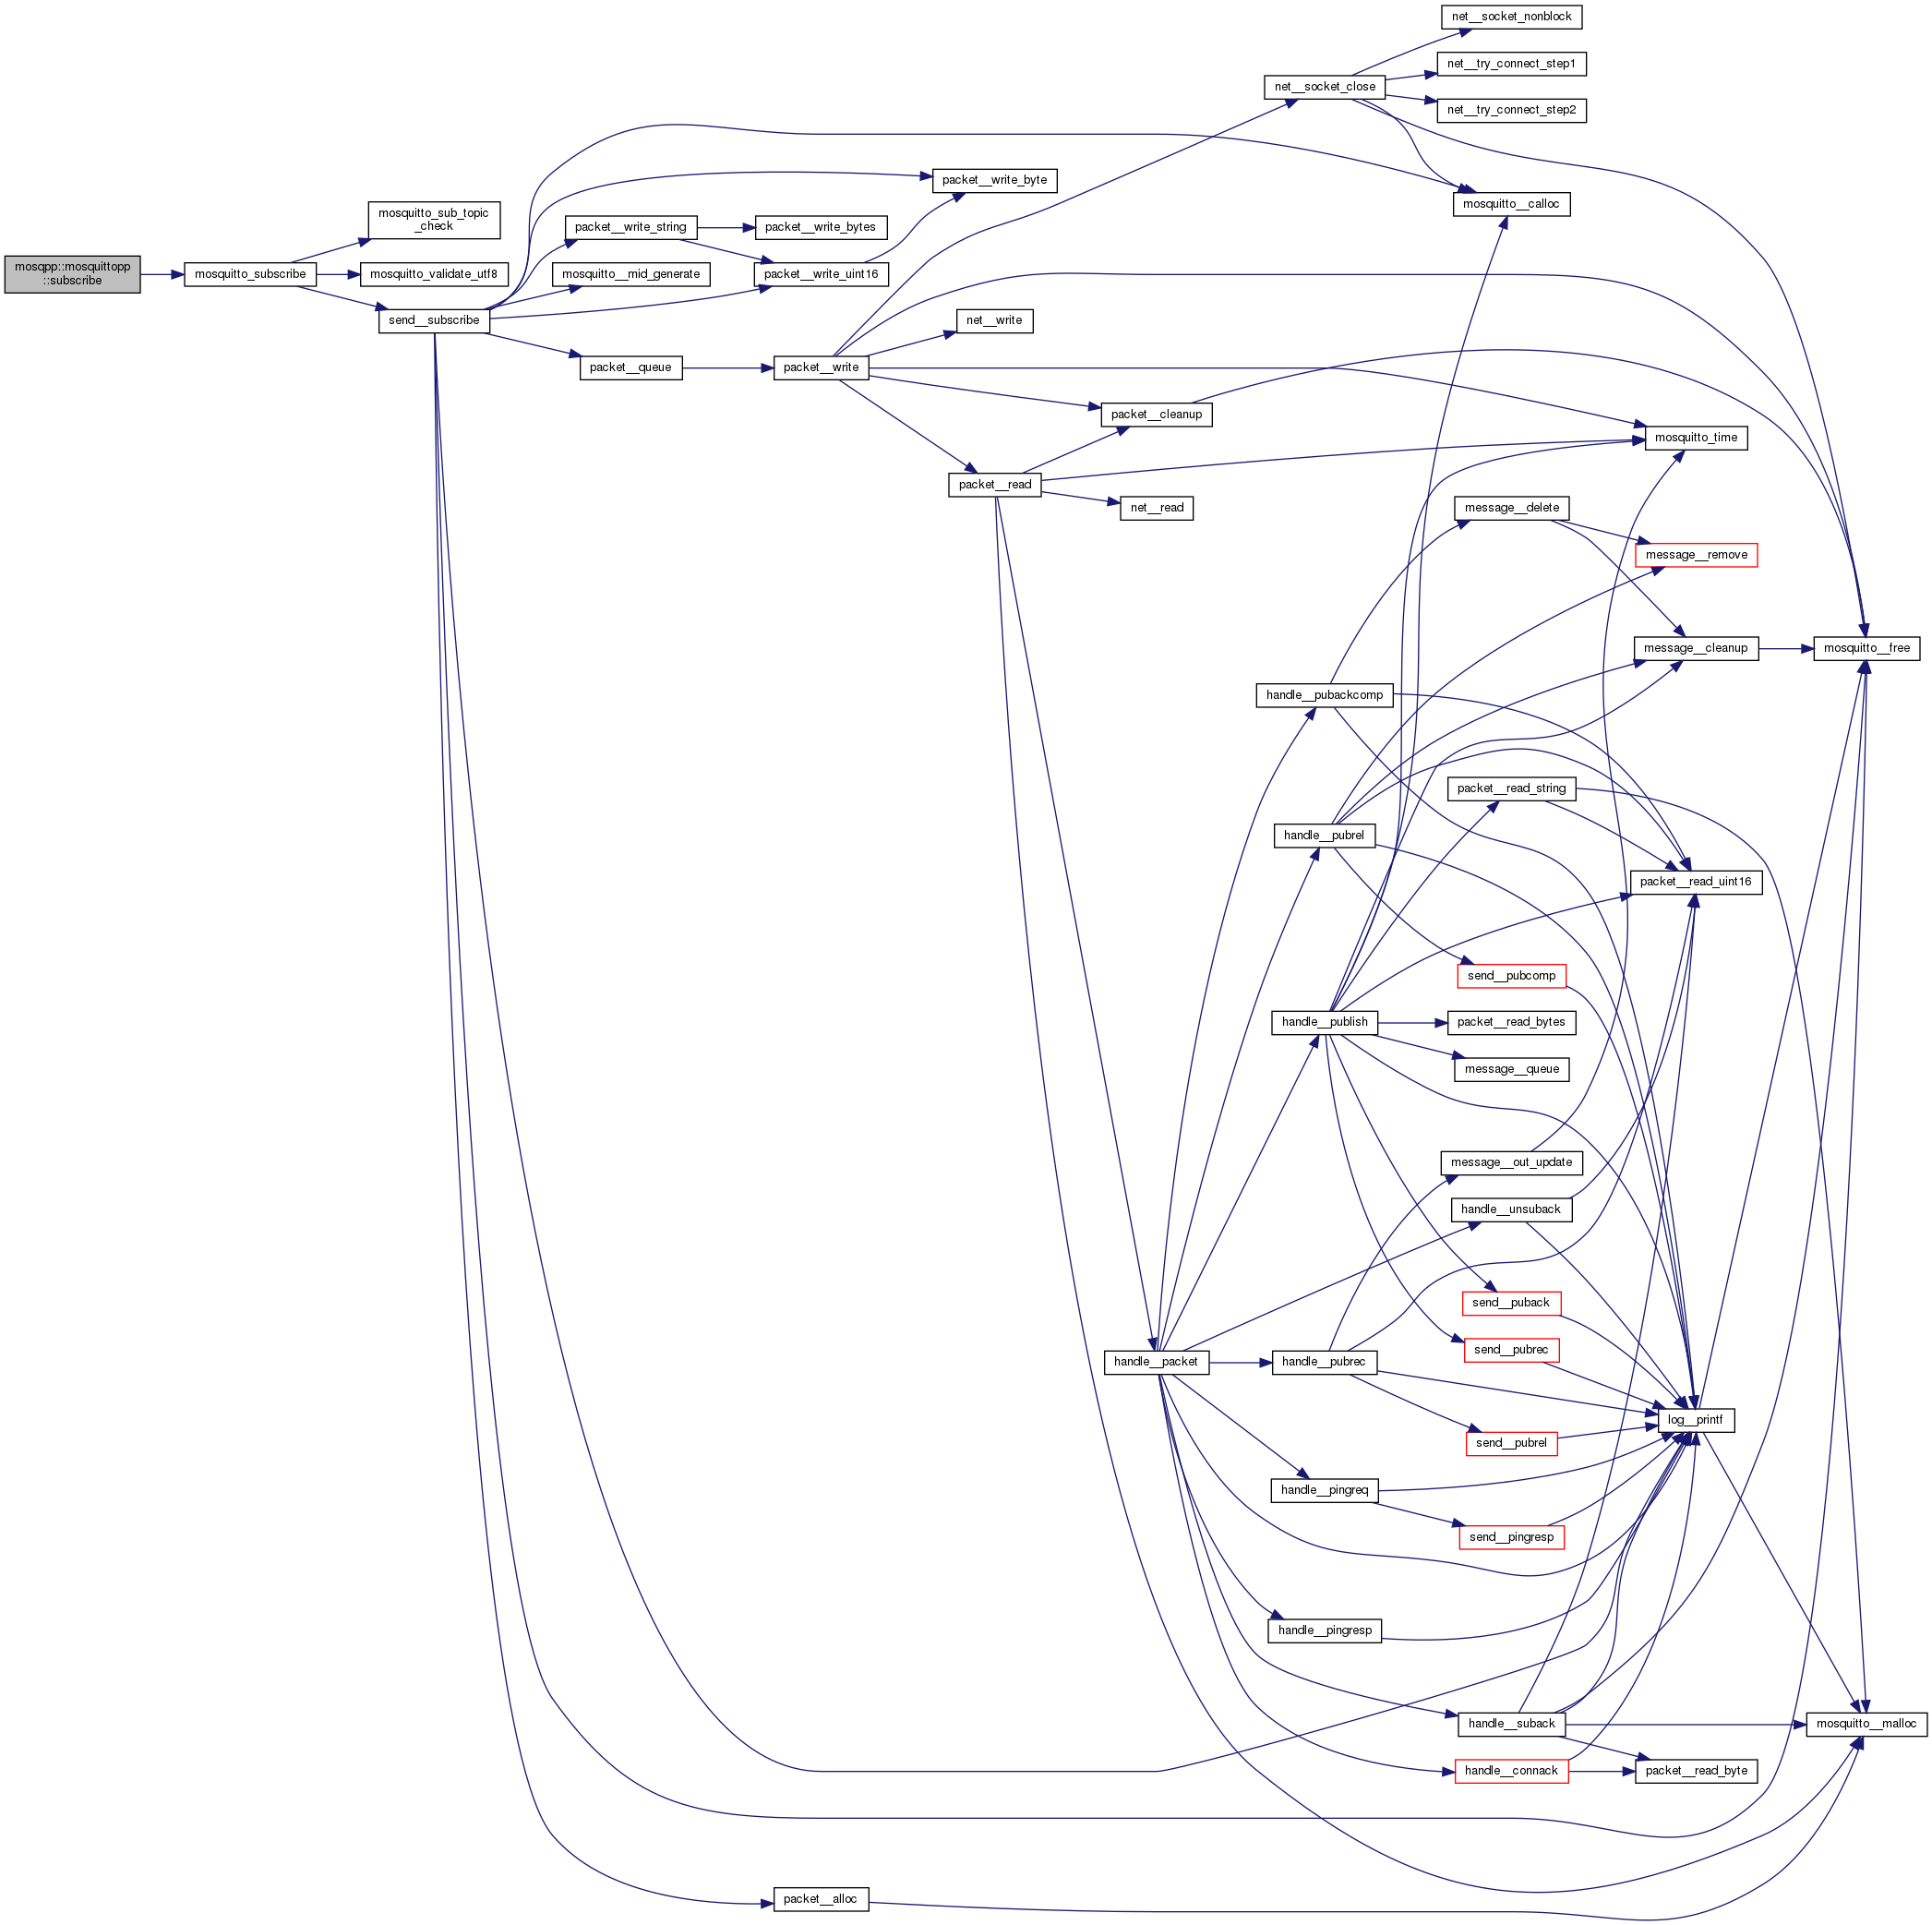 net__socket_nonblock
net__try_connect_step1
net__socket_close
net__try_connect_step2
packet__write_byte
mosquitto__calloc
mosquitto_sub_topic
_check
packet__write_string
packet__write_bytes
mosqpp::mosquittopp
::subscribe
mosquitto_subscribe
mosquitto_validate_utf8
mosquitto__mid_generate
packet__write_uint16
send__subscribe
net__write
packet__queue
packet__write
packet__cleanup
mosquitto_time
packet__read
net__read
message__delete
message__remove
message__cleanup
mosquitto__free
handle__pubackcomp
packet__read_string
handle__pubrel
packet__read_uint16
send__pubcomp
handle__publish
packet__read_bytes
message__queue
message__out_update
handle__unsuback
send__puback
send__pubrec
handle__packet
handle__pubrec
log__printf
send__pubrel
handle__pingreq
send__pingresp
handle__pingresp
handle__suback
mosquitto__malloc
handle__connack
packet__read_byte
packet__alloc